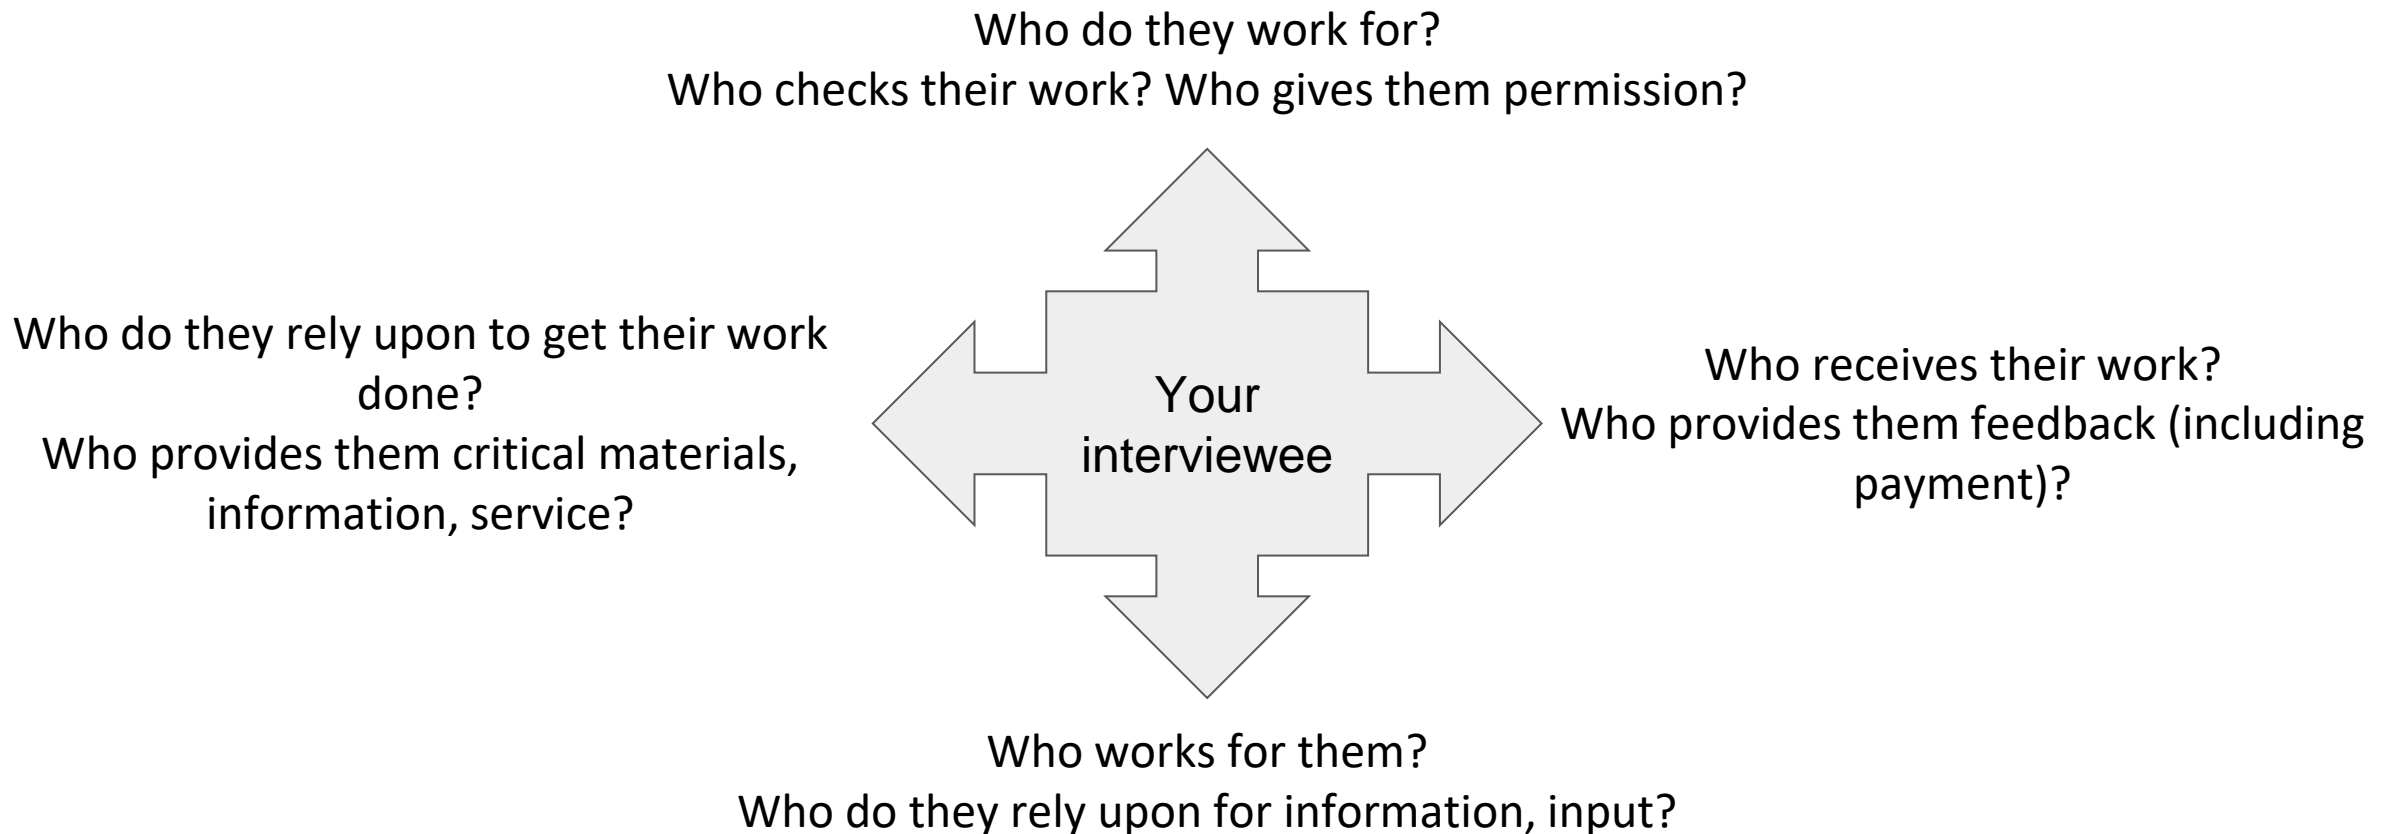 Who do they work for?
Who checks their work? Who gives them permission?
Who do they rely upon to get their work
done?
Who provides them critical materials,
information, service?
Your
interviewee
Who receives their work?
Who provides them feedback (including
payment)?
Who works for them?
Who do they rely upon for information, input?